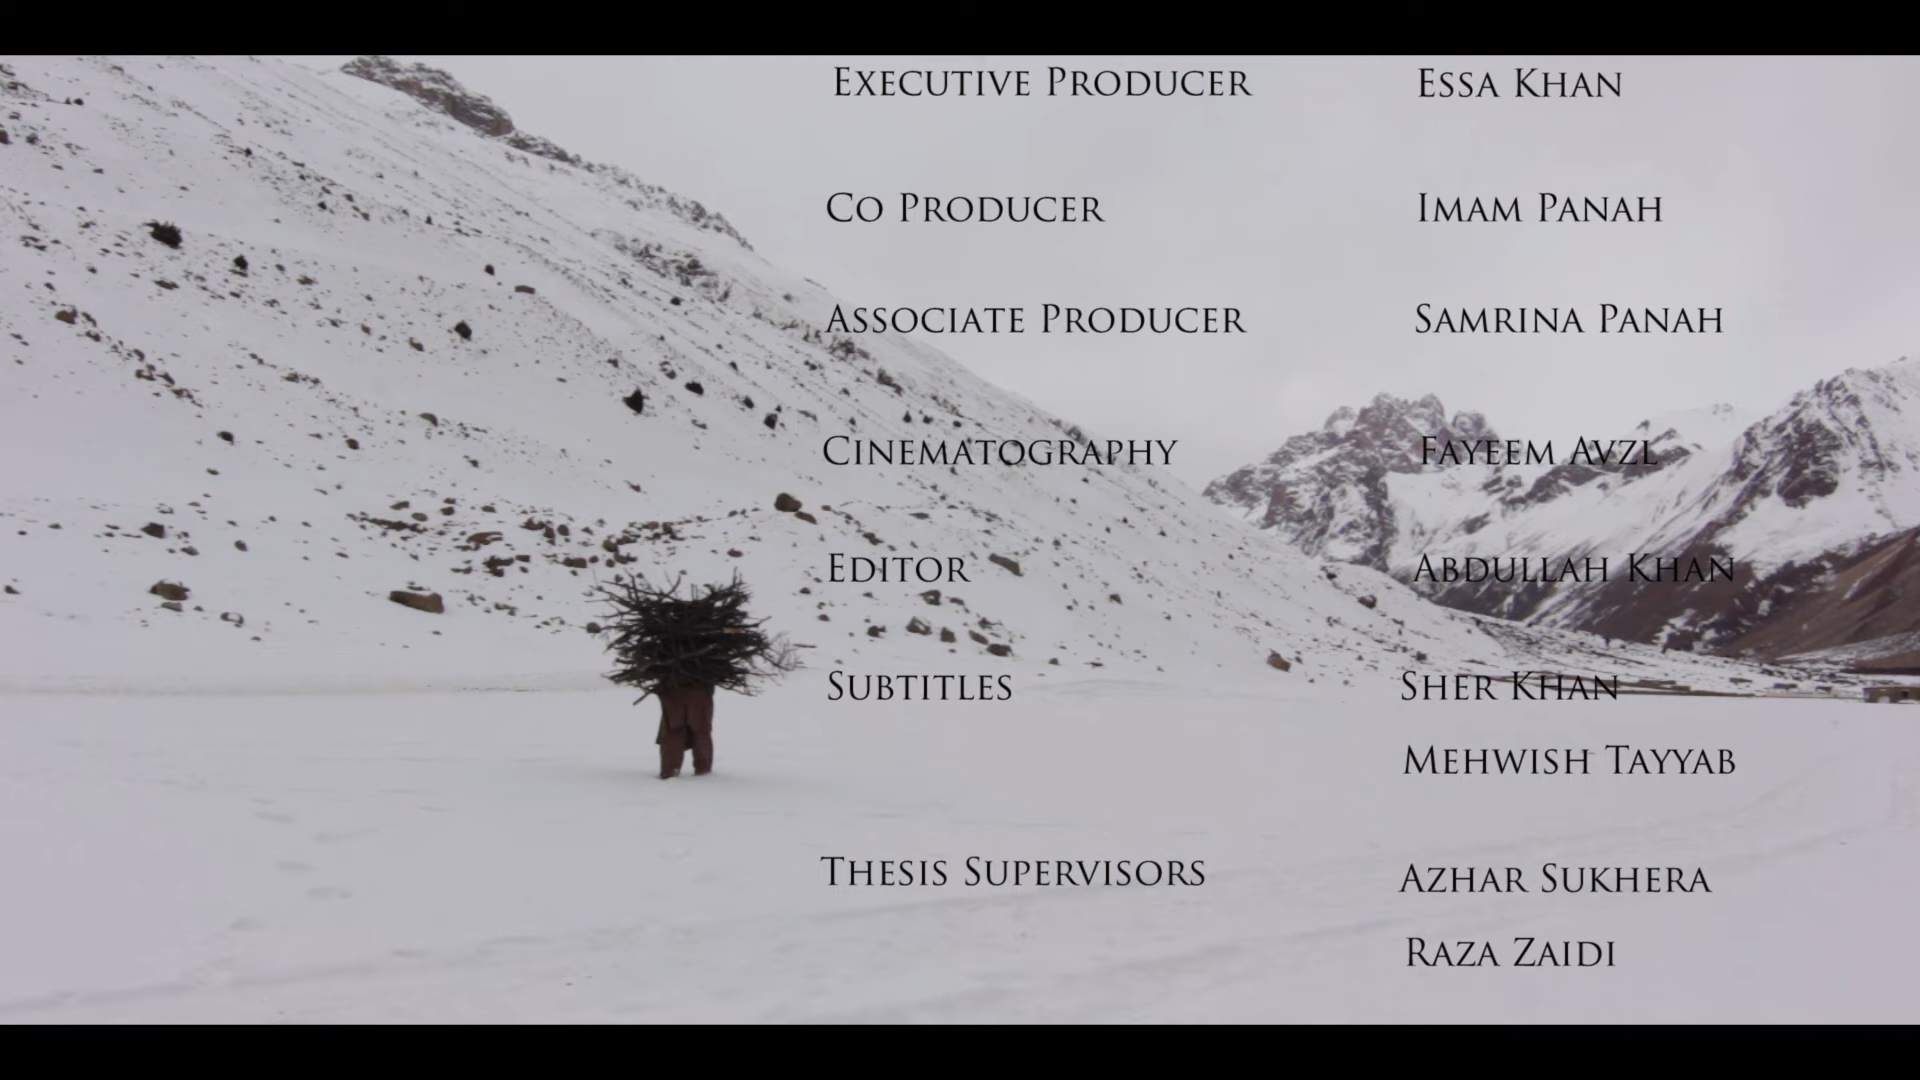 Executive Producer Essa Khan
Co Producer Imam Panah
Associate Producer Samrina Panah
Cinematography Fayeem Avzl
Editor Abdullah Khan
Subtitles Sher Khan
Mehwish Tayyab
Thesis Supervisors Azhar Sukhera
Raza Zaidi